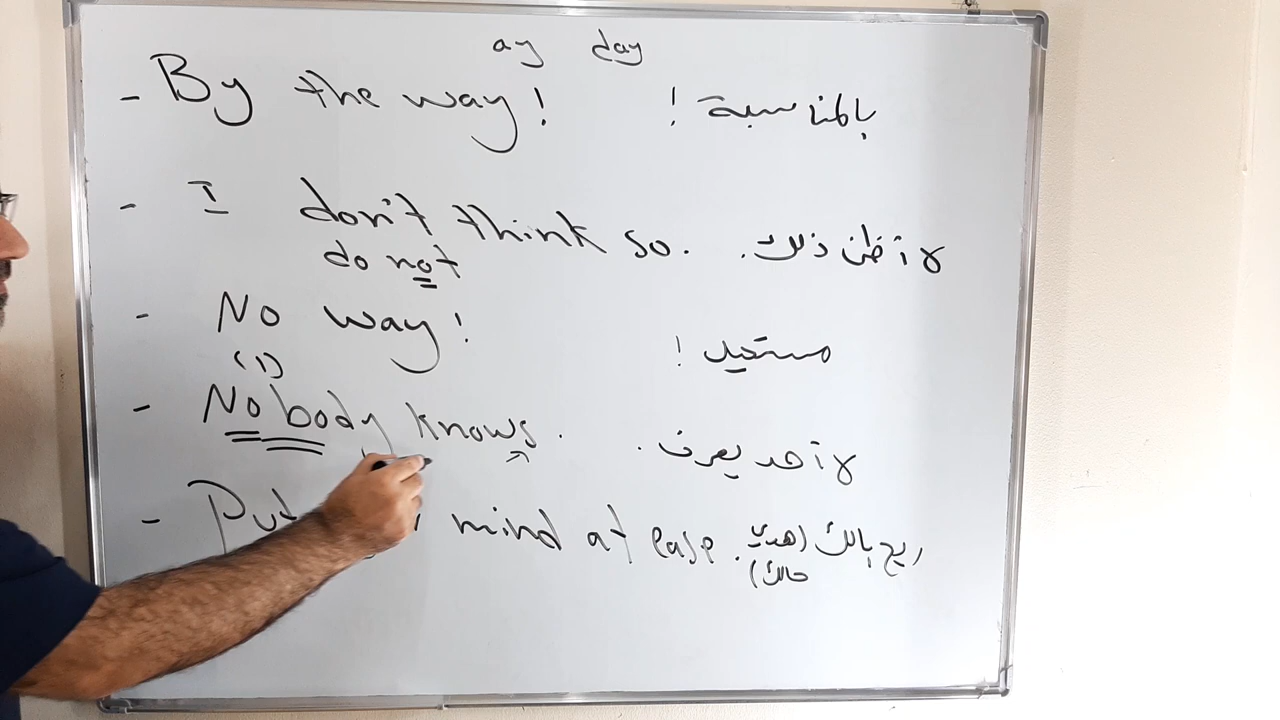 ay day
- By the way! بالمناسبة !
- I don't think so. لا أظن ذلك .
do not
- No way! مستحيل !
(1)
- Nobody knows. لا أحد يعرف .
- Put mind at ease. ريح بالك (هدي
حالك)